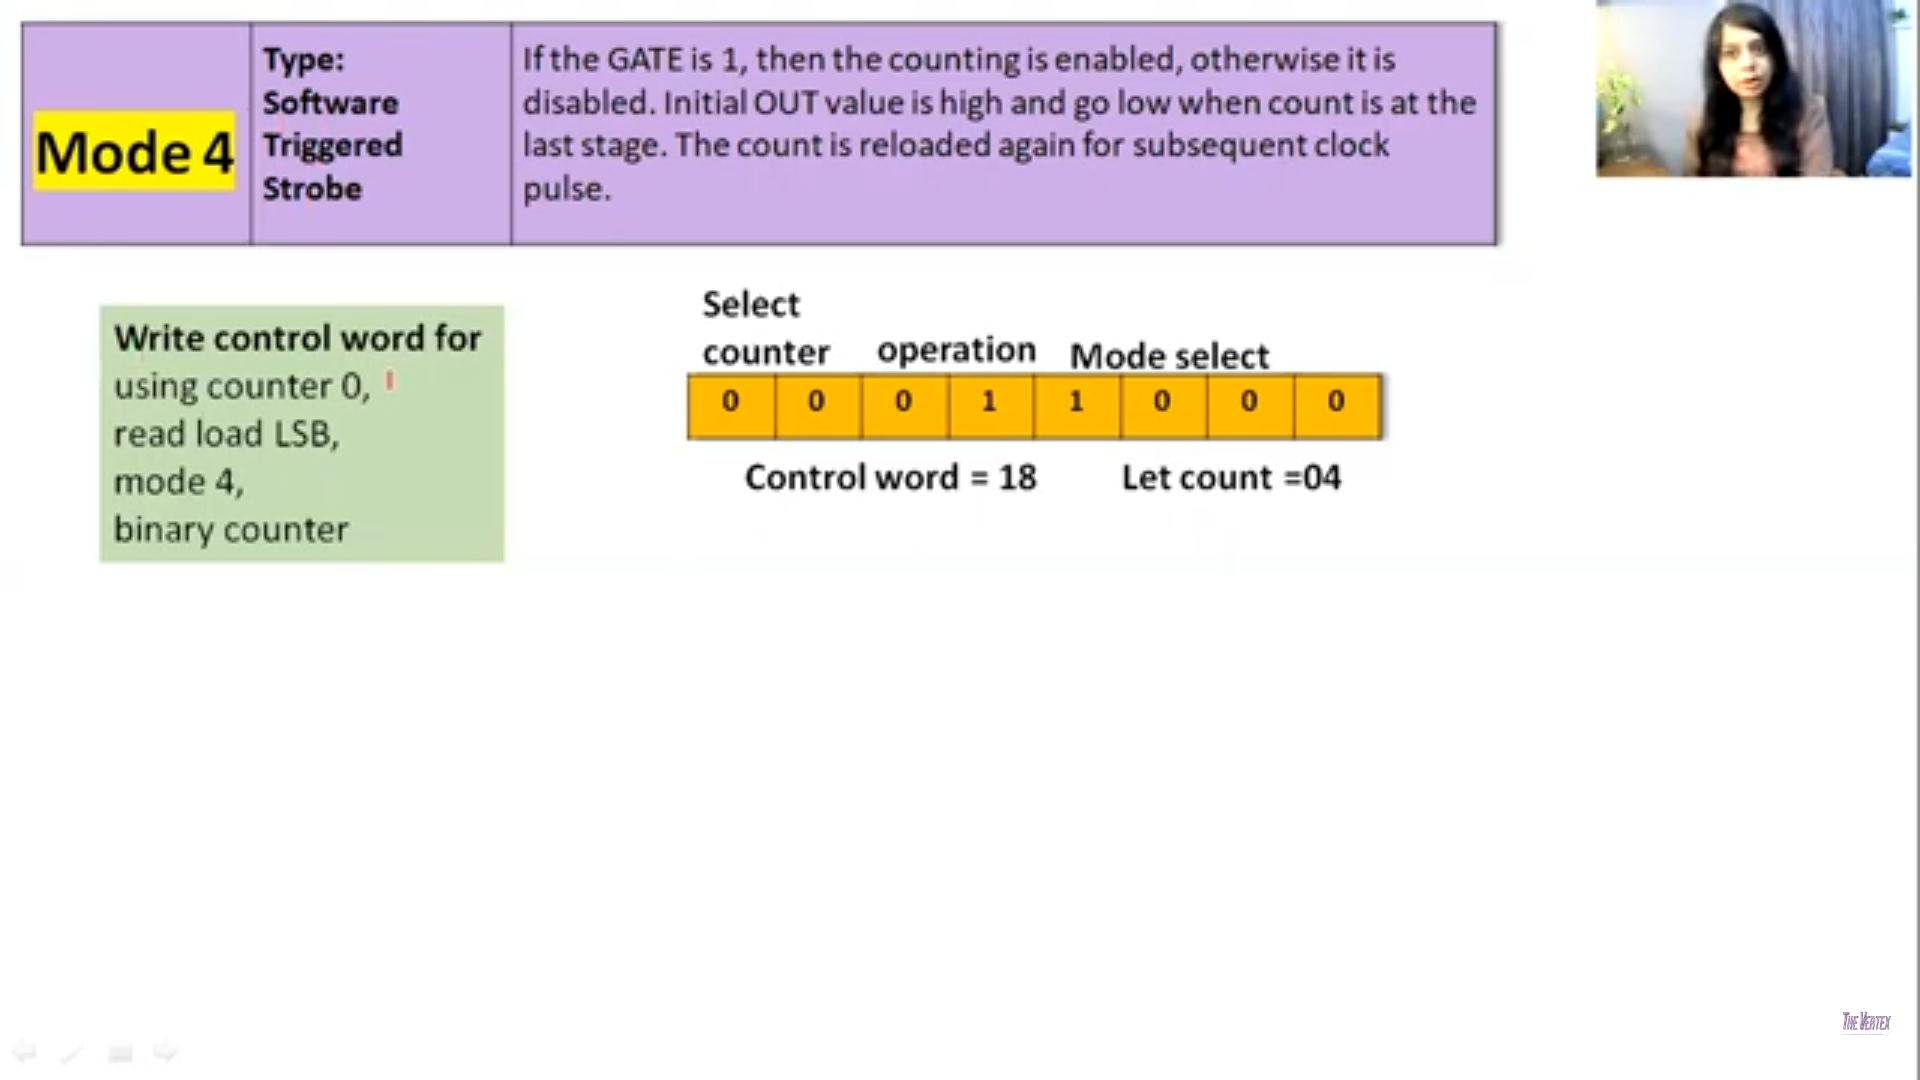 Mode 4
Type:
Software
Triggered
Strobe
If the GATE is 1, then the counting is enabled, otherwise it is
disabled. Initial OUT value is high and go low when count is at the
last stage. The count is reloaded again for subsequent clock
pulse.
Write control word for
using counter 0,
read load LSB,
mode 4,
binary counter
Select
counter operation Mode select
0 0 0 1 1 0 0 0
Control word = 18 Let count =04
THE VERTEX